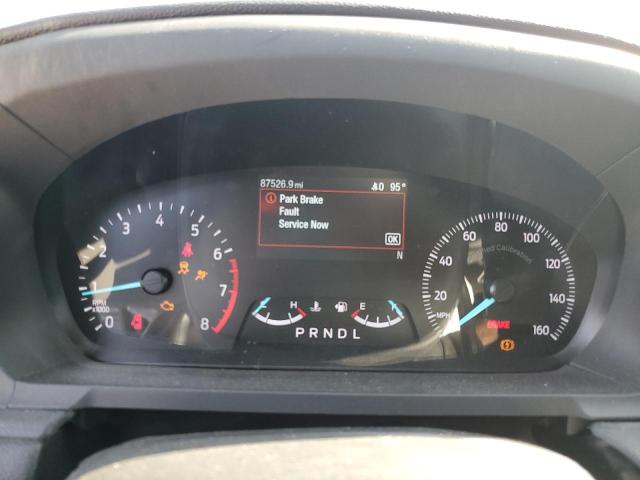 87526.9 mi 0 95°
Park Brake
Fault
Service Now
OK
N
0 1 2 3 4 5 6 7 8
RPM
x1000
H E
PRNDL
20 40 60 80 100 120 140 160
MPH
Calibration
BRAKE